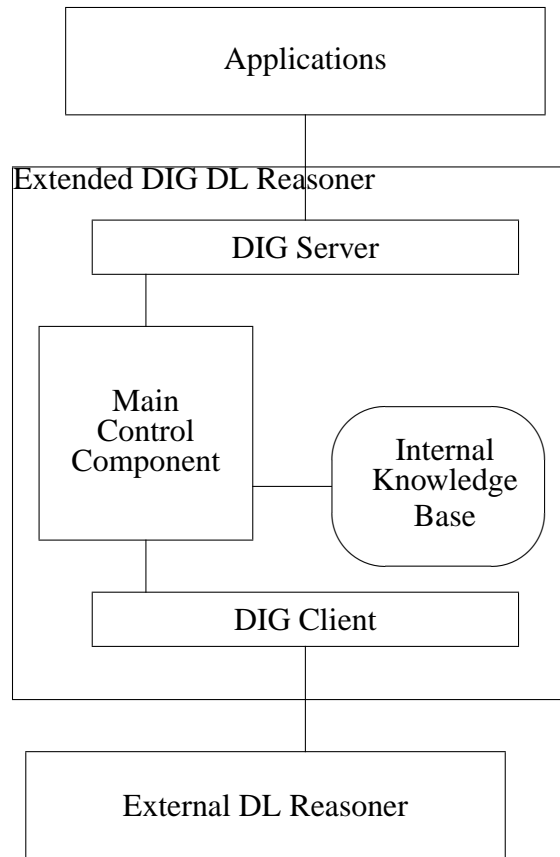 Applications
Extended DIG DL Reasoner
DIG Server
Main
Control
Component
Internal
Knowledge
Base
DIG Client
External DL Reasoner